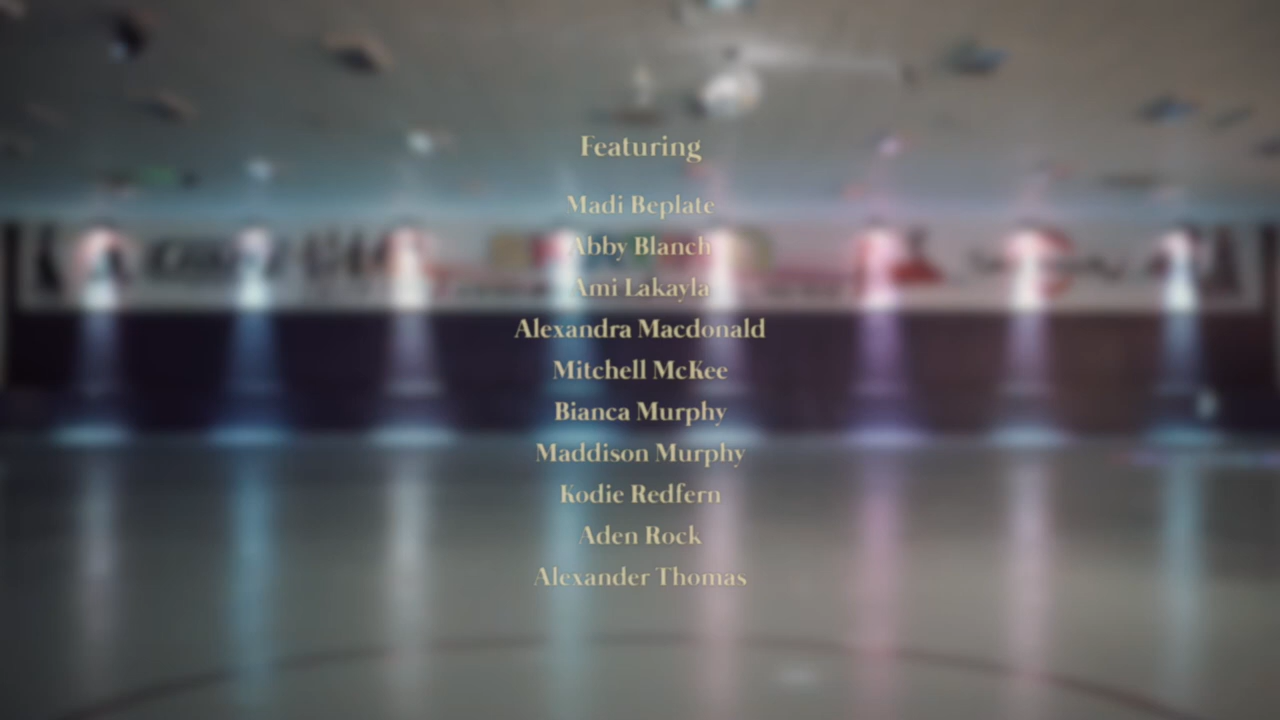 Featuring
Madi Beplate
Abby Blanch
Ami Lakayla
Alexandra Macdonald
Mitchell McKee
Bianca Murphy
Maddison Murphy
Kodie Redfern
Aden Rock
Alexander Thomas